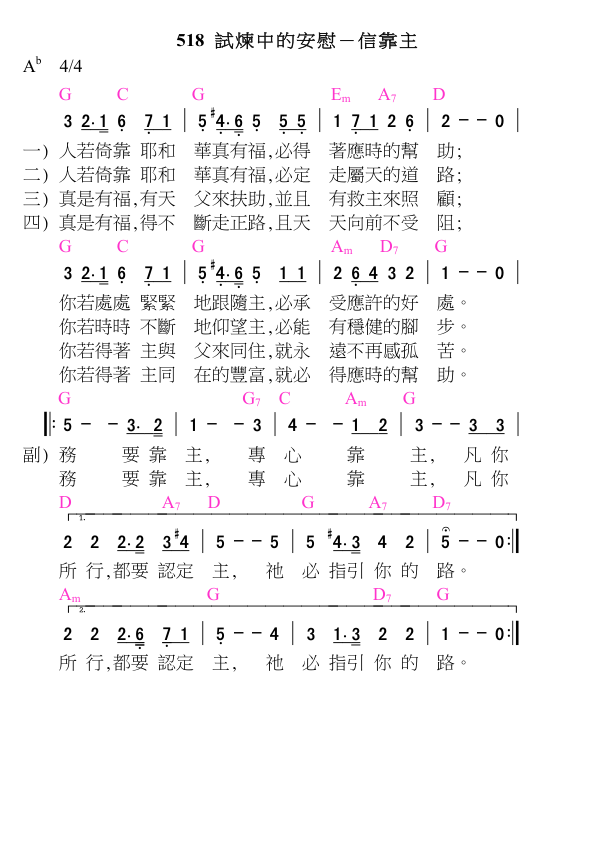 518 試煉中的安慰－信靠主
A♭ 4/4
G C G Em A7 D
3 2·1 6 7 1 | 5 #4·6 5 5 5 | 1 7 1 2 6 | 2 - - 0 |
一) 人若倚靠 耶和 華真有福,必得 著應時的幫 助;
二) 人若倚靠 耶和 華真有福,必定 走屬天的道 路;
三) 真是有福,有天 父來扶助,並且 有救主來照 顧;
四) 真是有福,得不 斷走正路,且天 天向前不受 阻;
G C G Am D7 G
3 2·1 6 7 1 | 5 #4·6 5 1 1 | 2 6 4 3 2 | 1 - - 0 |
你若處處 緊緊 地跟隨主,必承 受應許的好 處。
你若時時 不斷 地仰望主,必能 有穩健的腳 步。
你若得著 主與 父來同住,就永 遠不再感孤 苦。
你若得著 主同 在的豐富,就必 得應時的幫 助。
G G7 C Am G
‖: 5 - - 3· 2 | 1 - - 3 | 4 - - 1 2 | 3 - - 3 3 |
副) 務 要 靠 主, 專 心 靠 主, 凡 你
務 要 靠 主, 專 心 靠 主, 凡 你
D A7 D G A7 D7
1.
2 2 2·2 3 #4 | 5 - - 5 | 5 #4·3 4 2 | 5 - - 0 :‖
所 行,都要 認定 主, 祂 必 指引 你 的 路。
Am G D7 G
2.
2 2 2·6 7 1 | 5 - - 4 | 3 1·3 2 2 | 1 - - 0 :‖
所 行,都要 認定 主, 祂 必 指引 你 的 路。